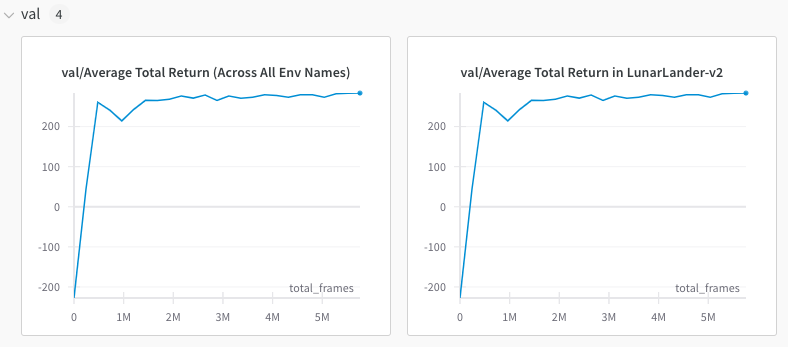 val 4
val/Average Total Return (Across All Env Names)
200
100
0
-100
-200
total_frames
0 1M 2M 3M 4M 5M
val/Average Total Return in LunarLander-v2
200
100
0
-100
-200
total_frames
0 1M 2M 3M 4M 5M